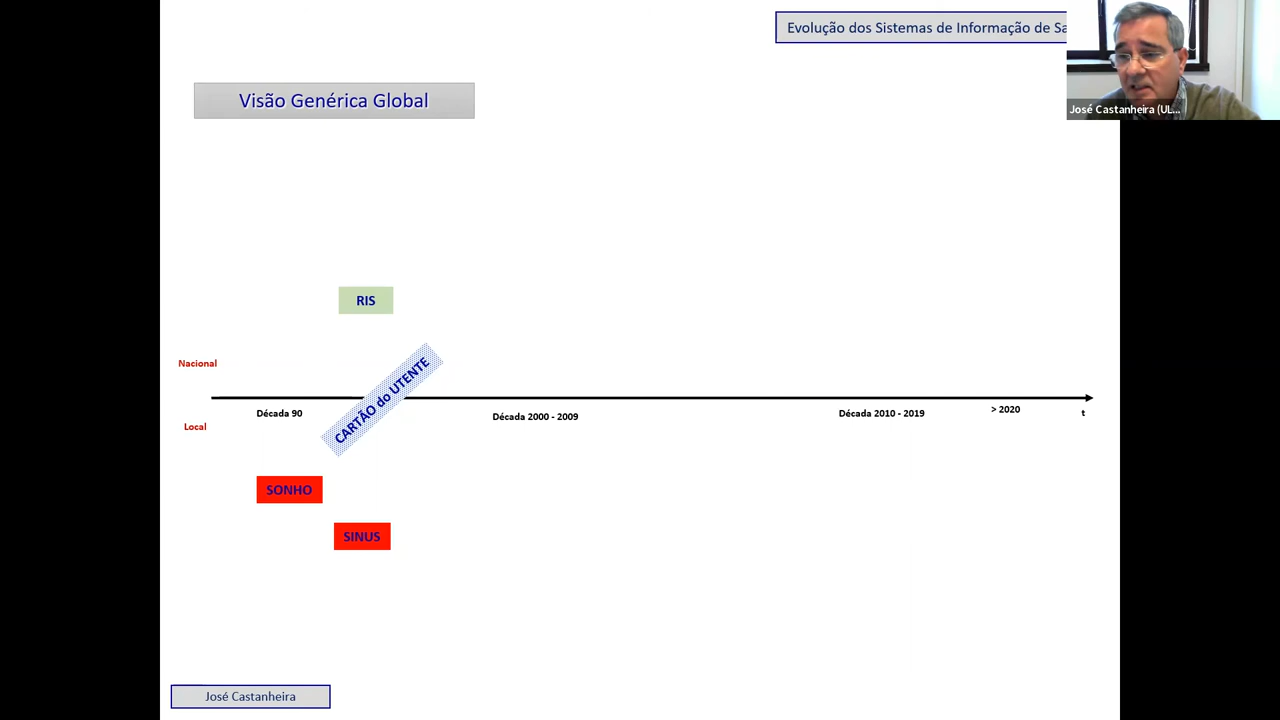 Evolução dos Sistemas de Informação de
José Castanheira (UL...
Visão Genérica Global
RIS
Nacional
CARTÃO do UTENTE
Década 90
Década 2000 - 2009
Década 2010 - 2019
> 2020
t
Local
SONHO
SINUS
José Castanheira